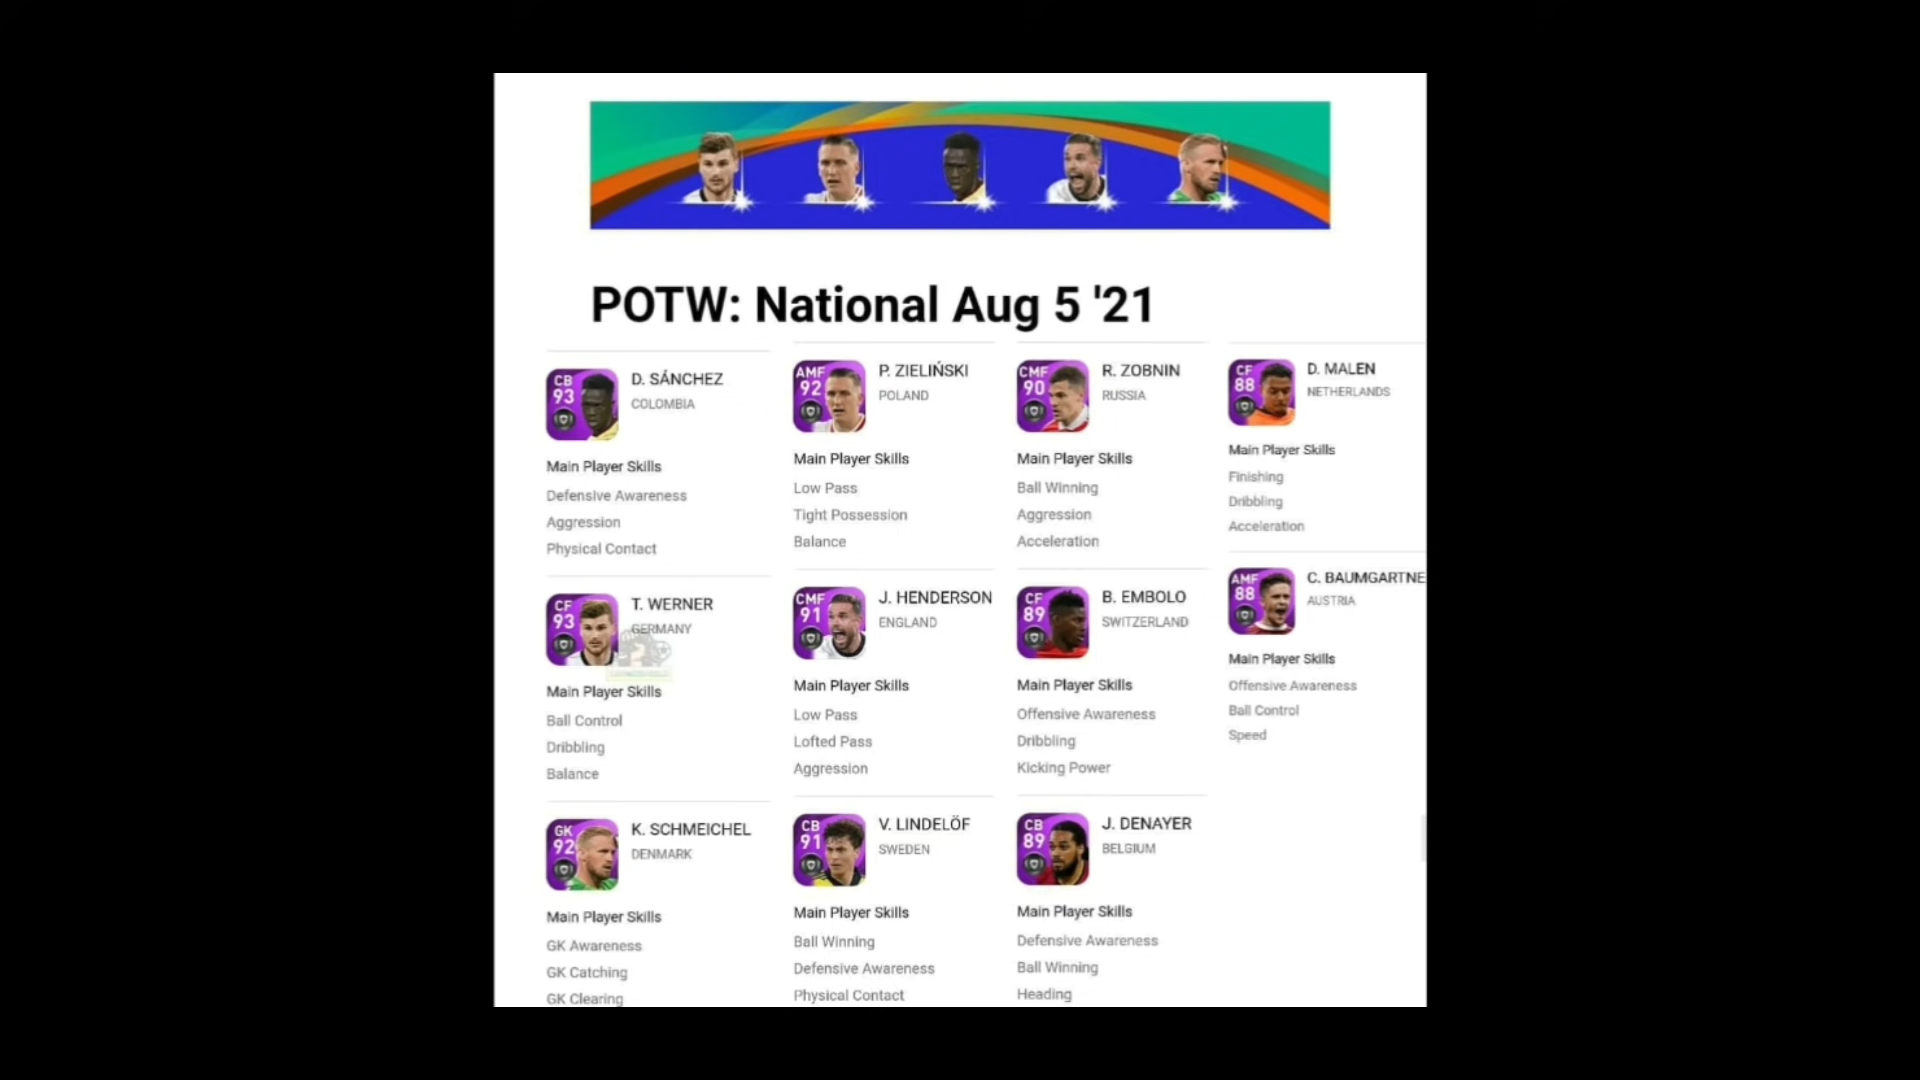 POTW: National Aug 5 '21
CB
93
D. SÁNCHEZ
COLOMBIA
Main Player Skills
Defensive Awareness
Aggression
Physical Contact
CF
93
T. WERNER
GERMANY
Main Player Skills
Ball Control
Dribbling
Balance
GK
92
K. SCHMEICHEL
DENMARK
Main Player Skills
GK Awareness
GK Catching
GK Clearing
AMF
92
P. ZIELIŃSKI
POLAND
Main Player Skills
Low Pass
Tight Possession
Balance
CMF
91
J. HENDERSON
ENGLAND
Main Player Skills
Low Pass
Lofted Pass
Aggression
CB
91
V. LINDELÖF
SWEDEN
Main Player Skills
Ball Winning
Defensive Awareness
Physical Contact
CMF
90
R. ZOBNIN
RUSSIA
Main Player Skills
Ball Winning
Aggression
Acceleration
CF
89
B. EMBOLO
SWITZERLAND
Main Player Skills
Offensive Awareness
Dribbling
Kicking Power
CB
89
J. DENAYER
BELGIUM
Main Player Skills
Defensive Awareness
Ball Winning
Heading
CF
88
D. MALEN
NETHERLANDS
Main Player Skills
Finishing
Dribbling
Acceleration
AMF
88
C. BAUMGARTNE
AUSTRIA
Main Player Skills
Offensive Awareness
Ball Control
Speed